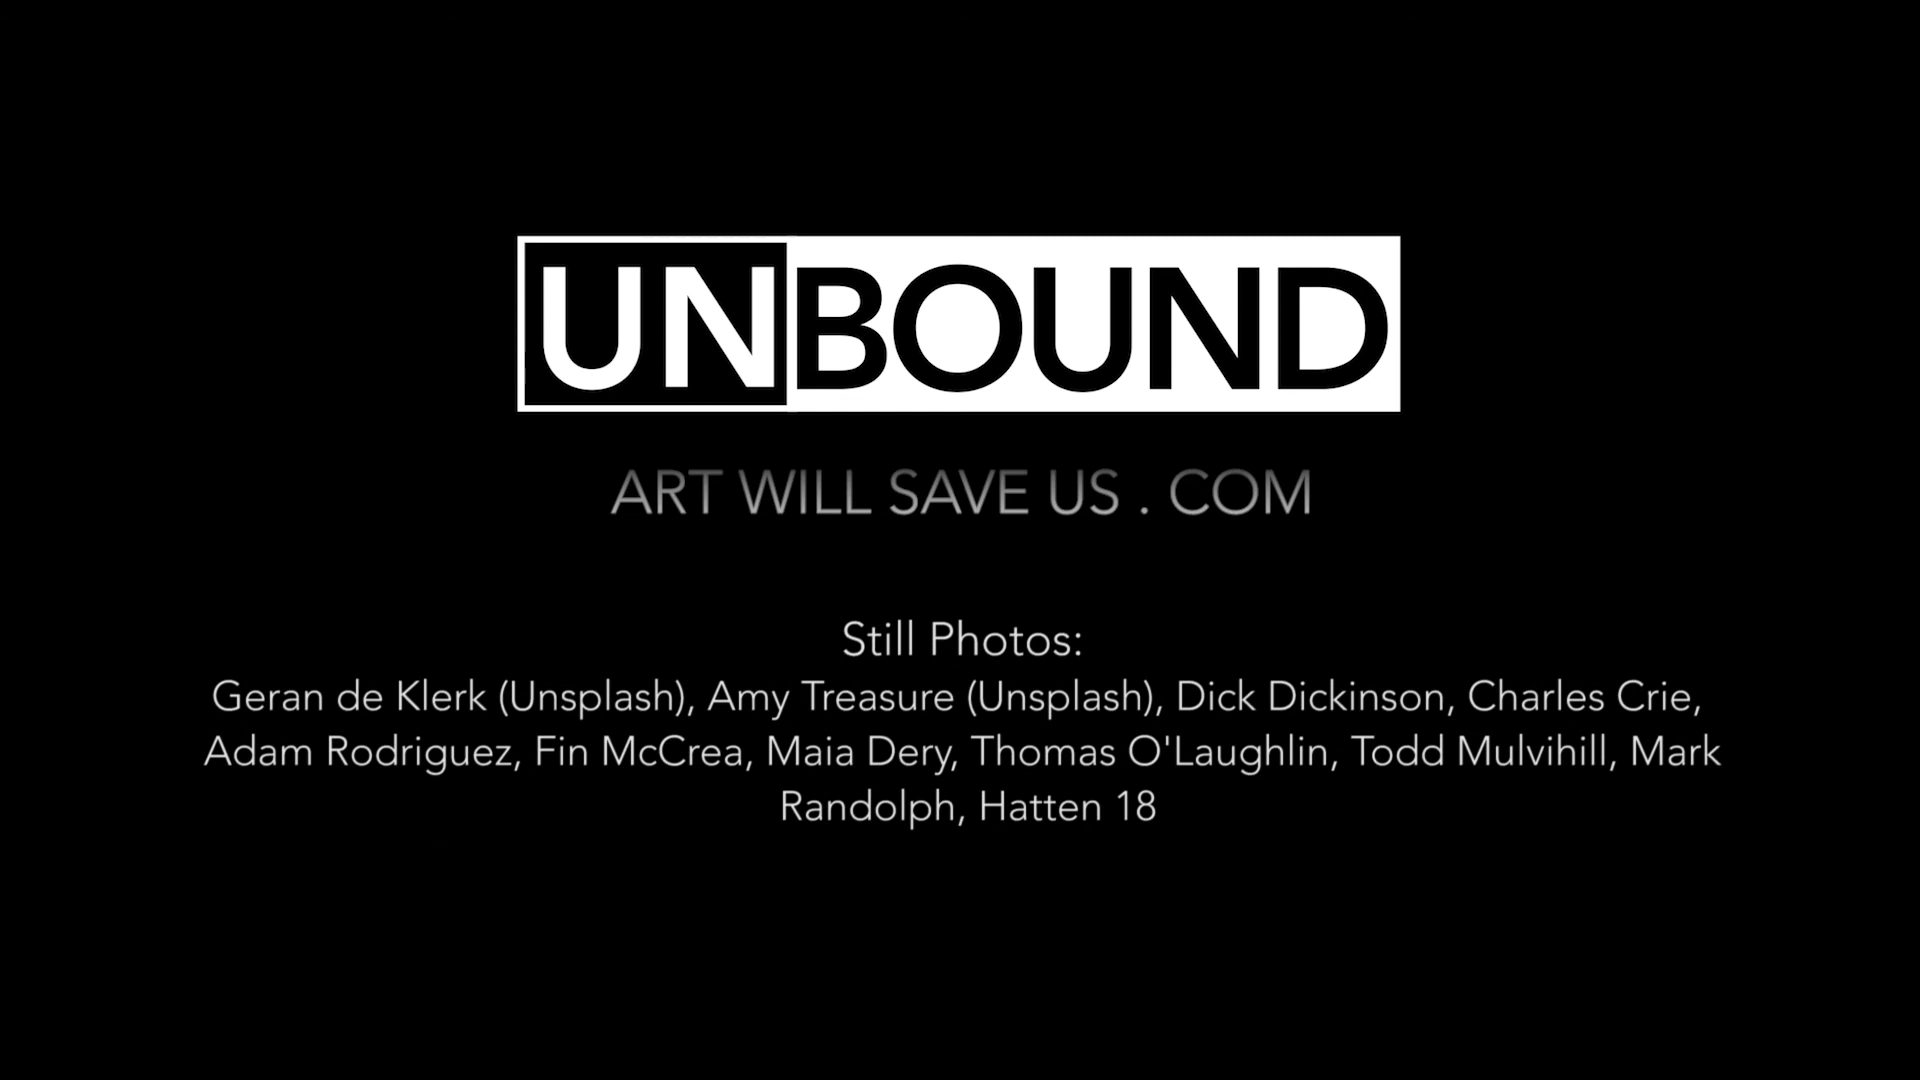 UNBOUND
ART WILL SAVE US . COM
Still Photos:
Geran de Klerk (Unsplash), Amy Treasure (Unsplash), Dick Dickinson, Charles Crie,
Adam Rodriguez, Fin McCrea, Maia Dery, Thomas O'Laughlin, Todd Mulvihill, Mark
Randolph, Hatten 18